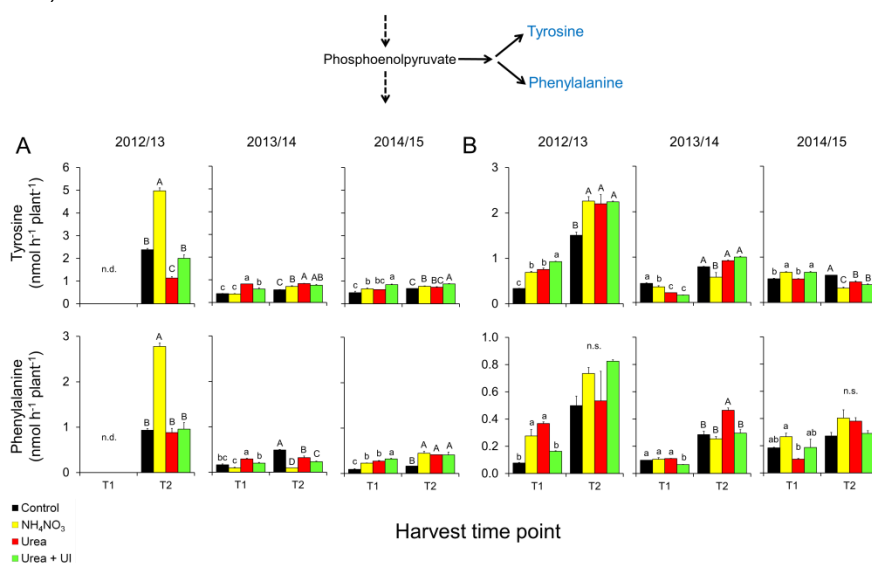 Tyrosine
Phosphoenolpyruvate
Phenylalanine
A
2012/13
2013/14
2014/15
B
2012/13
2013/14
2014/15
Tyrosine
(nmol h⁻¹ plant⁻¹)
6
5
4
3
2
1
0
n.d.
B A C B
c c a b C B A AB
c b bc a C B BC A
3
2
1
0
c b b a B A A A
a b c c A B A A
b a b a A C B BC
Phenylalanine
(nmol h⁻¹ plant⁻¹)
3
2
1
0
n.d.
B A B B
bc c a b A D B C
c b b a B A A A
1.0
0.8
0.6
0.4
0.2
0.0
b a a b n.s.
a a a b B B A B
ab a b ab n.s.
T1 T2 T1 T2 T1 T2 T1 T2 T1 T2 T1 T2
Control
NH₄NO₃
Urea
Urea + UI
Harvest time point